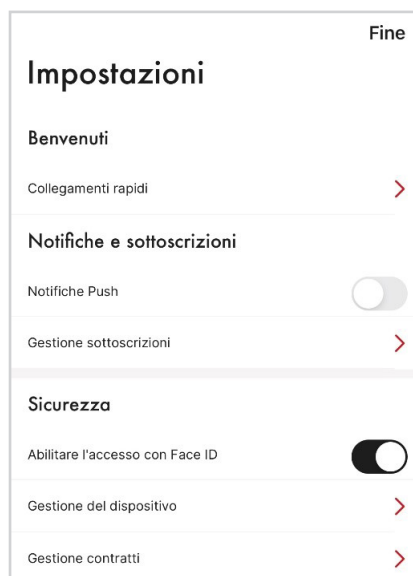 Fine
Impostazioni
Benvenuti
Collegamenti rapidi
Notifiche e sottoscrizioni
Notifiche Push
Gestione sottoscrizioni
Sicurezza
Abilitare l'accesso con Face ID
Gestione del dispositivo
Gestione contratti